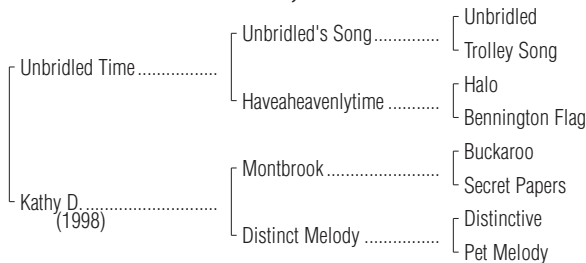 Unbridled
Unbridled's Song..............
Trolley Song
Unbridled Time.................
Halo
Haveaheavenlytime ...........
Bennington Flag
Buckaroo
Montbrook ........................
Secret Papers
Kathy D. ............................
(1998)
Distinctive
Distinct Melody ................
Pet Melody